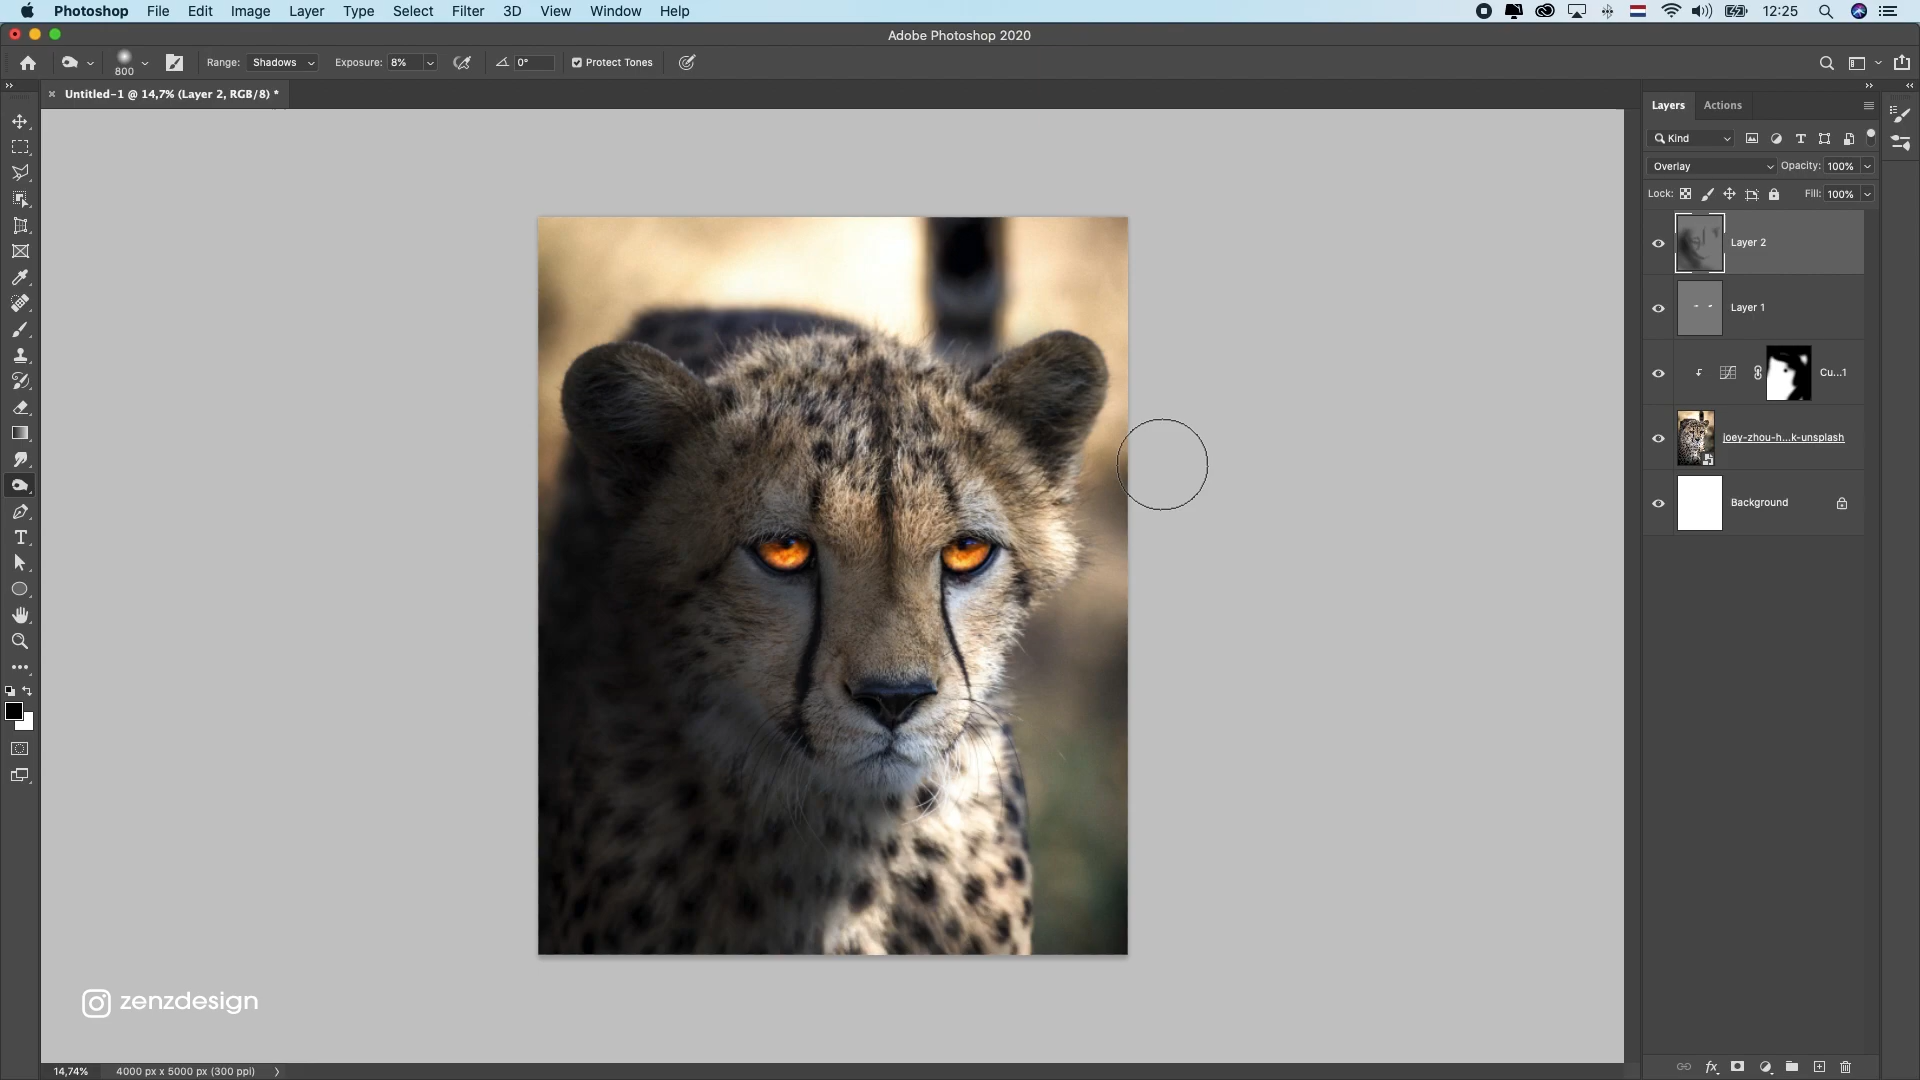 Photoshop File Edit Image Layer Type Select Filter 3D View Window Help 12:25
Adobe Photoshop 2020
800 Range: Shadows Exposure: 8% 0° Protect Tones
Untitled-1 @ 14,7% (Layer 2, RGB/8) *
Layers Actions
Kind
Overlay Opacity: 100%
Lock: Fill: 100%
Layer 2
Layer 1
Cu...1
joey-zhou-h...k-unsplash
Background
zenzdesign
14,74% 4000 px x 5000 px (300 ppi)